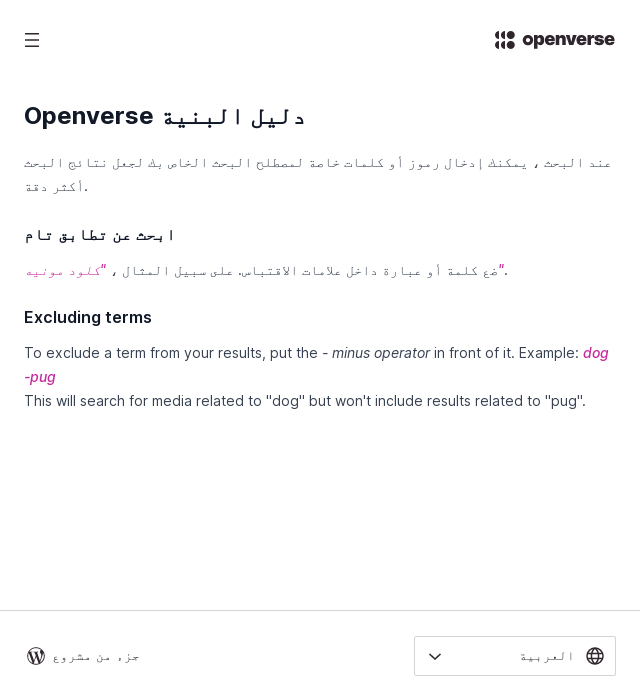 openverse
دليل البنية Openverse
عند البحث ، يمكنك إدخال رموز أو كلمات خاصة لمصطلح البحث الخاص بك لجعل نتائج البحث
أكثر دقة.
ابحث عن تطابق تام
ضع كلمة أو عبارة داخل علامات الاقتباس. على سبيل المثال ، "كلود مونيه".
Excluding terms
To exclude a term from your results, put the - minus operator in front of it. Example: dog
-pug
This will search for media related to "dog" but won't include results related to "pug".
جزء من مشروع
العربية